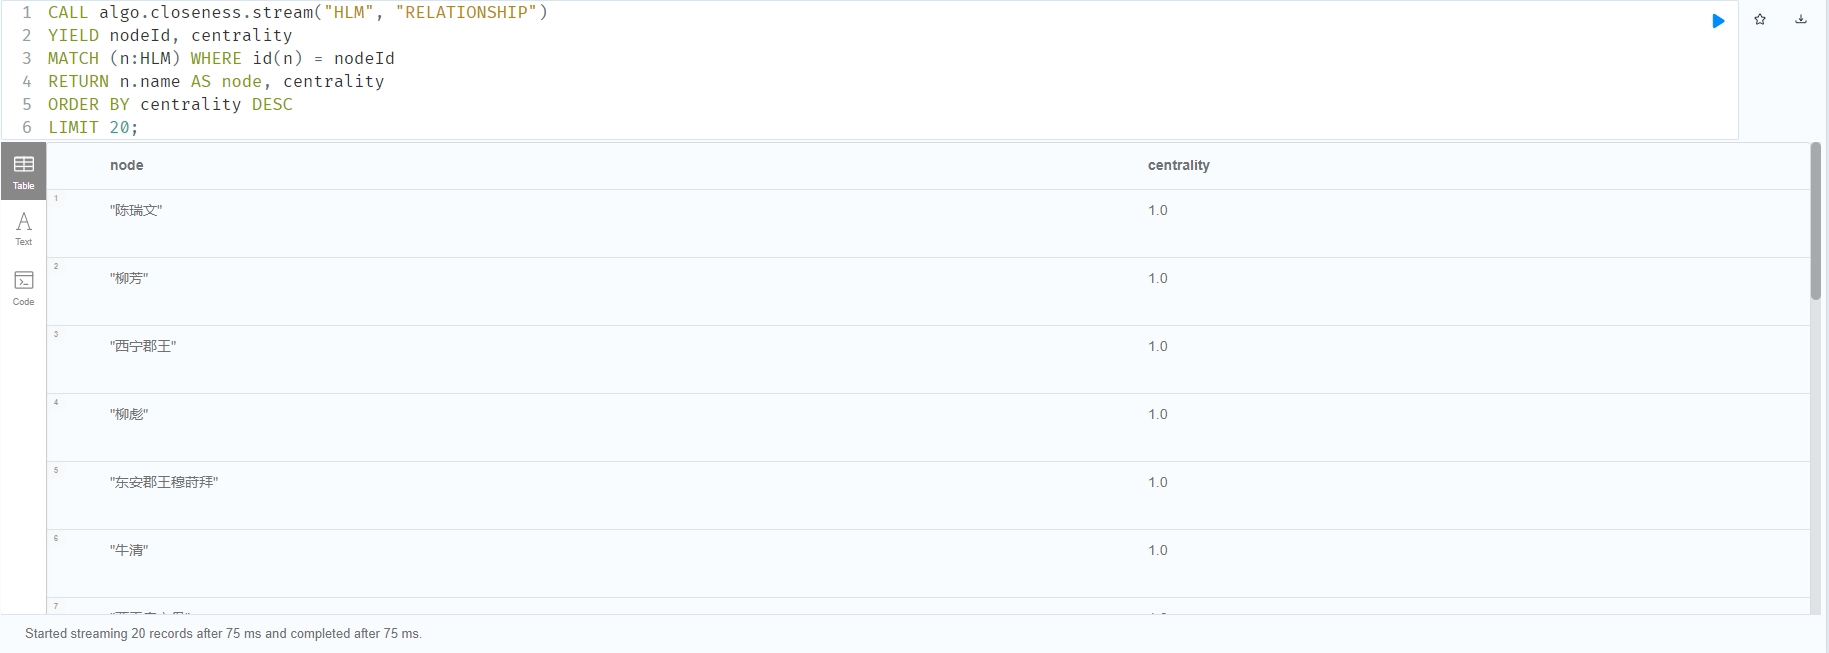 1 CALL algo.closeness.stream("HLM", "RELATIONSHIP")
2 YIELD nodeId, centrality
3 MATCH (n:HLM) WHERE id(n) = nodeId
4 RETURN n.name AS node, centrality
5 ORDER BY centrality DESC
6 LIMIT 20;
Table
Text
Code
node centrality
1 "陈瑞文" 1.0
2 "柳芳" 1.0
3 "西宁郡王" 1.0
4 "柳彪" 1.0
5 "东安郡王穆莳拜" 1.0
6 "牛清" 1.0
7
Started streaming 20 records after 75 ms and completed after 75 ms.